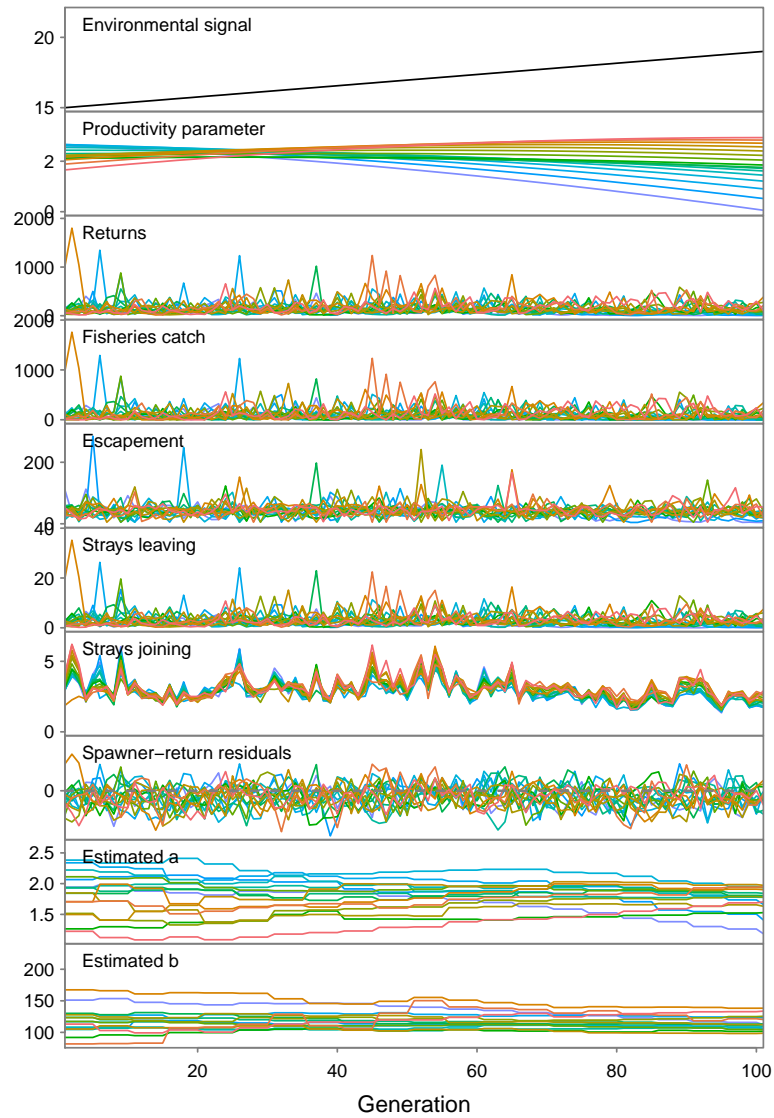 Environmental signal
20
15
Productivity parameter
2
0
Returns
2000
1000
0
Fisheries catch
2000
1000
0
Escapement
200
0
Strays leaving
40
20
0
Strays joining
5
0
Spawner−return residuals
0
Estimated a
2.5
2.0
1.5
Estimated b
200
150
100
20 40 60 80 100
Generation